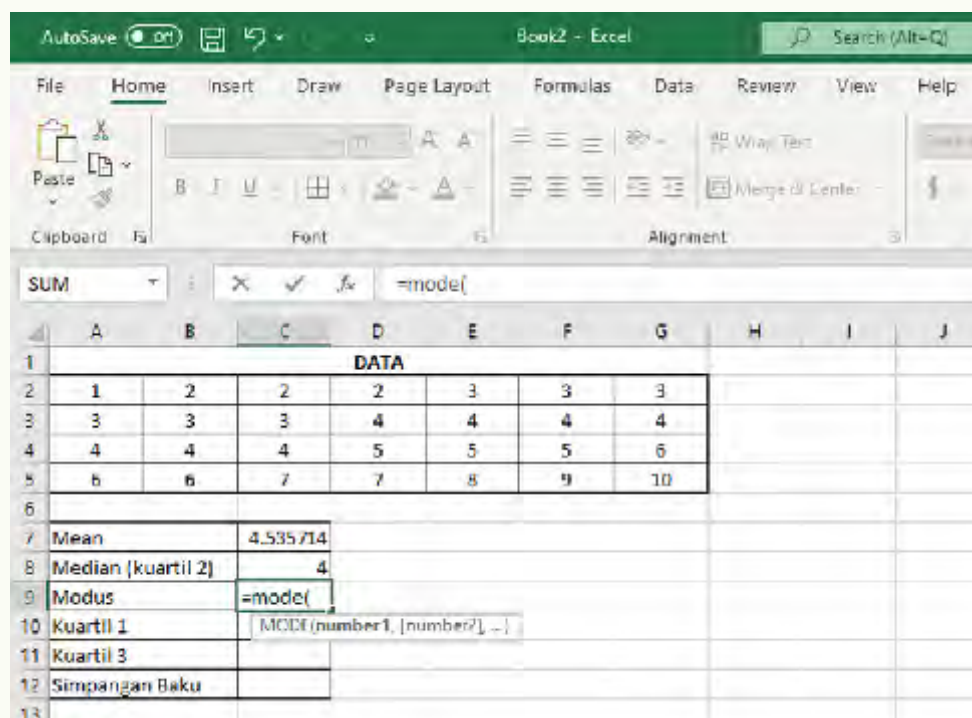 AutoSave Off Book2 - Excel Search (Alt+Q)
File Home Insert Draw Page Layout Formulas Data Review View Help
Paste B I U A A A Wrap Text Merge & Center $
Clipboard Font Alignment
SUM fx =mode(
A B C D E F G H I J
1 DATA
2 1 2 2 2 3 3 3
3 3 3 3 4 4 4 4
4 4 4 4 5 5 5 6
5 6 6 7 7 8 9 10
6
7 Mean 4.535714
8 Median (kuartil 2) 4
9 Modus =mode(
10 Kuartil 1 MODE(number1, [number2], ...)
11 Kuartil 3
12 Simpangan Baku
13